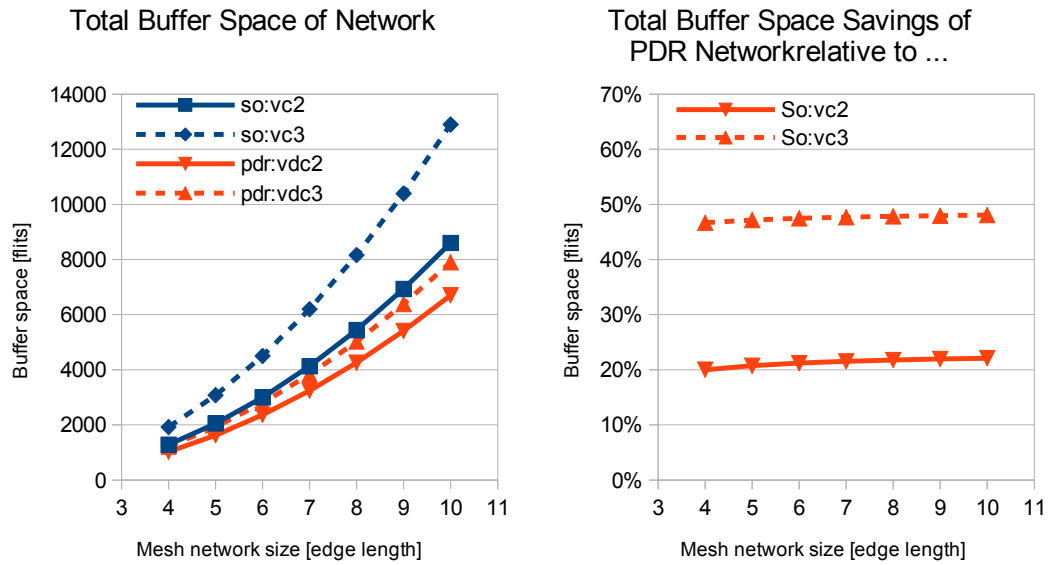 Total Buffer Space of Network
14000
12000
10000
8000
6000
4000
2000
0
so:vc2
so:vc3
pdr:vdc2
pdr:vdc3
Buffer space [flits]
3 4 5 6 7 8 9 10 11
Mesh network size [edge length]
Total Buffer Space Savings of
PDR Networkrelative to ...
70%
60%
50%
40%
30%
20%
10%
0%
So:vc2
So:vc3
Buffer space [flits]
3 4 5 6 7 8 9 10 11
Mesh network size [edge length]